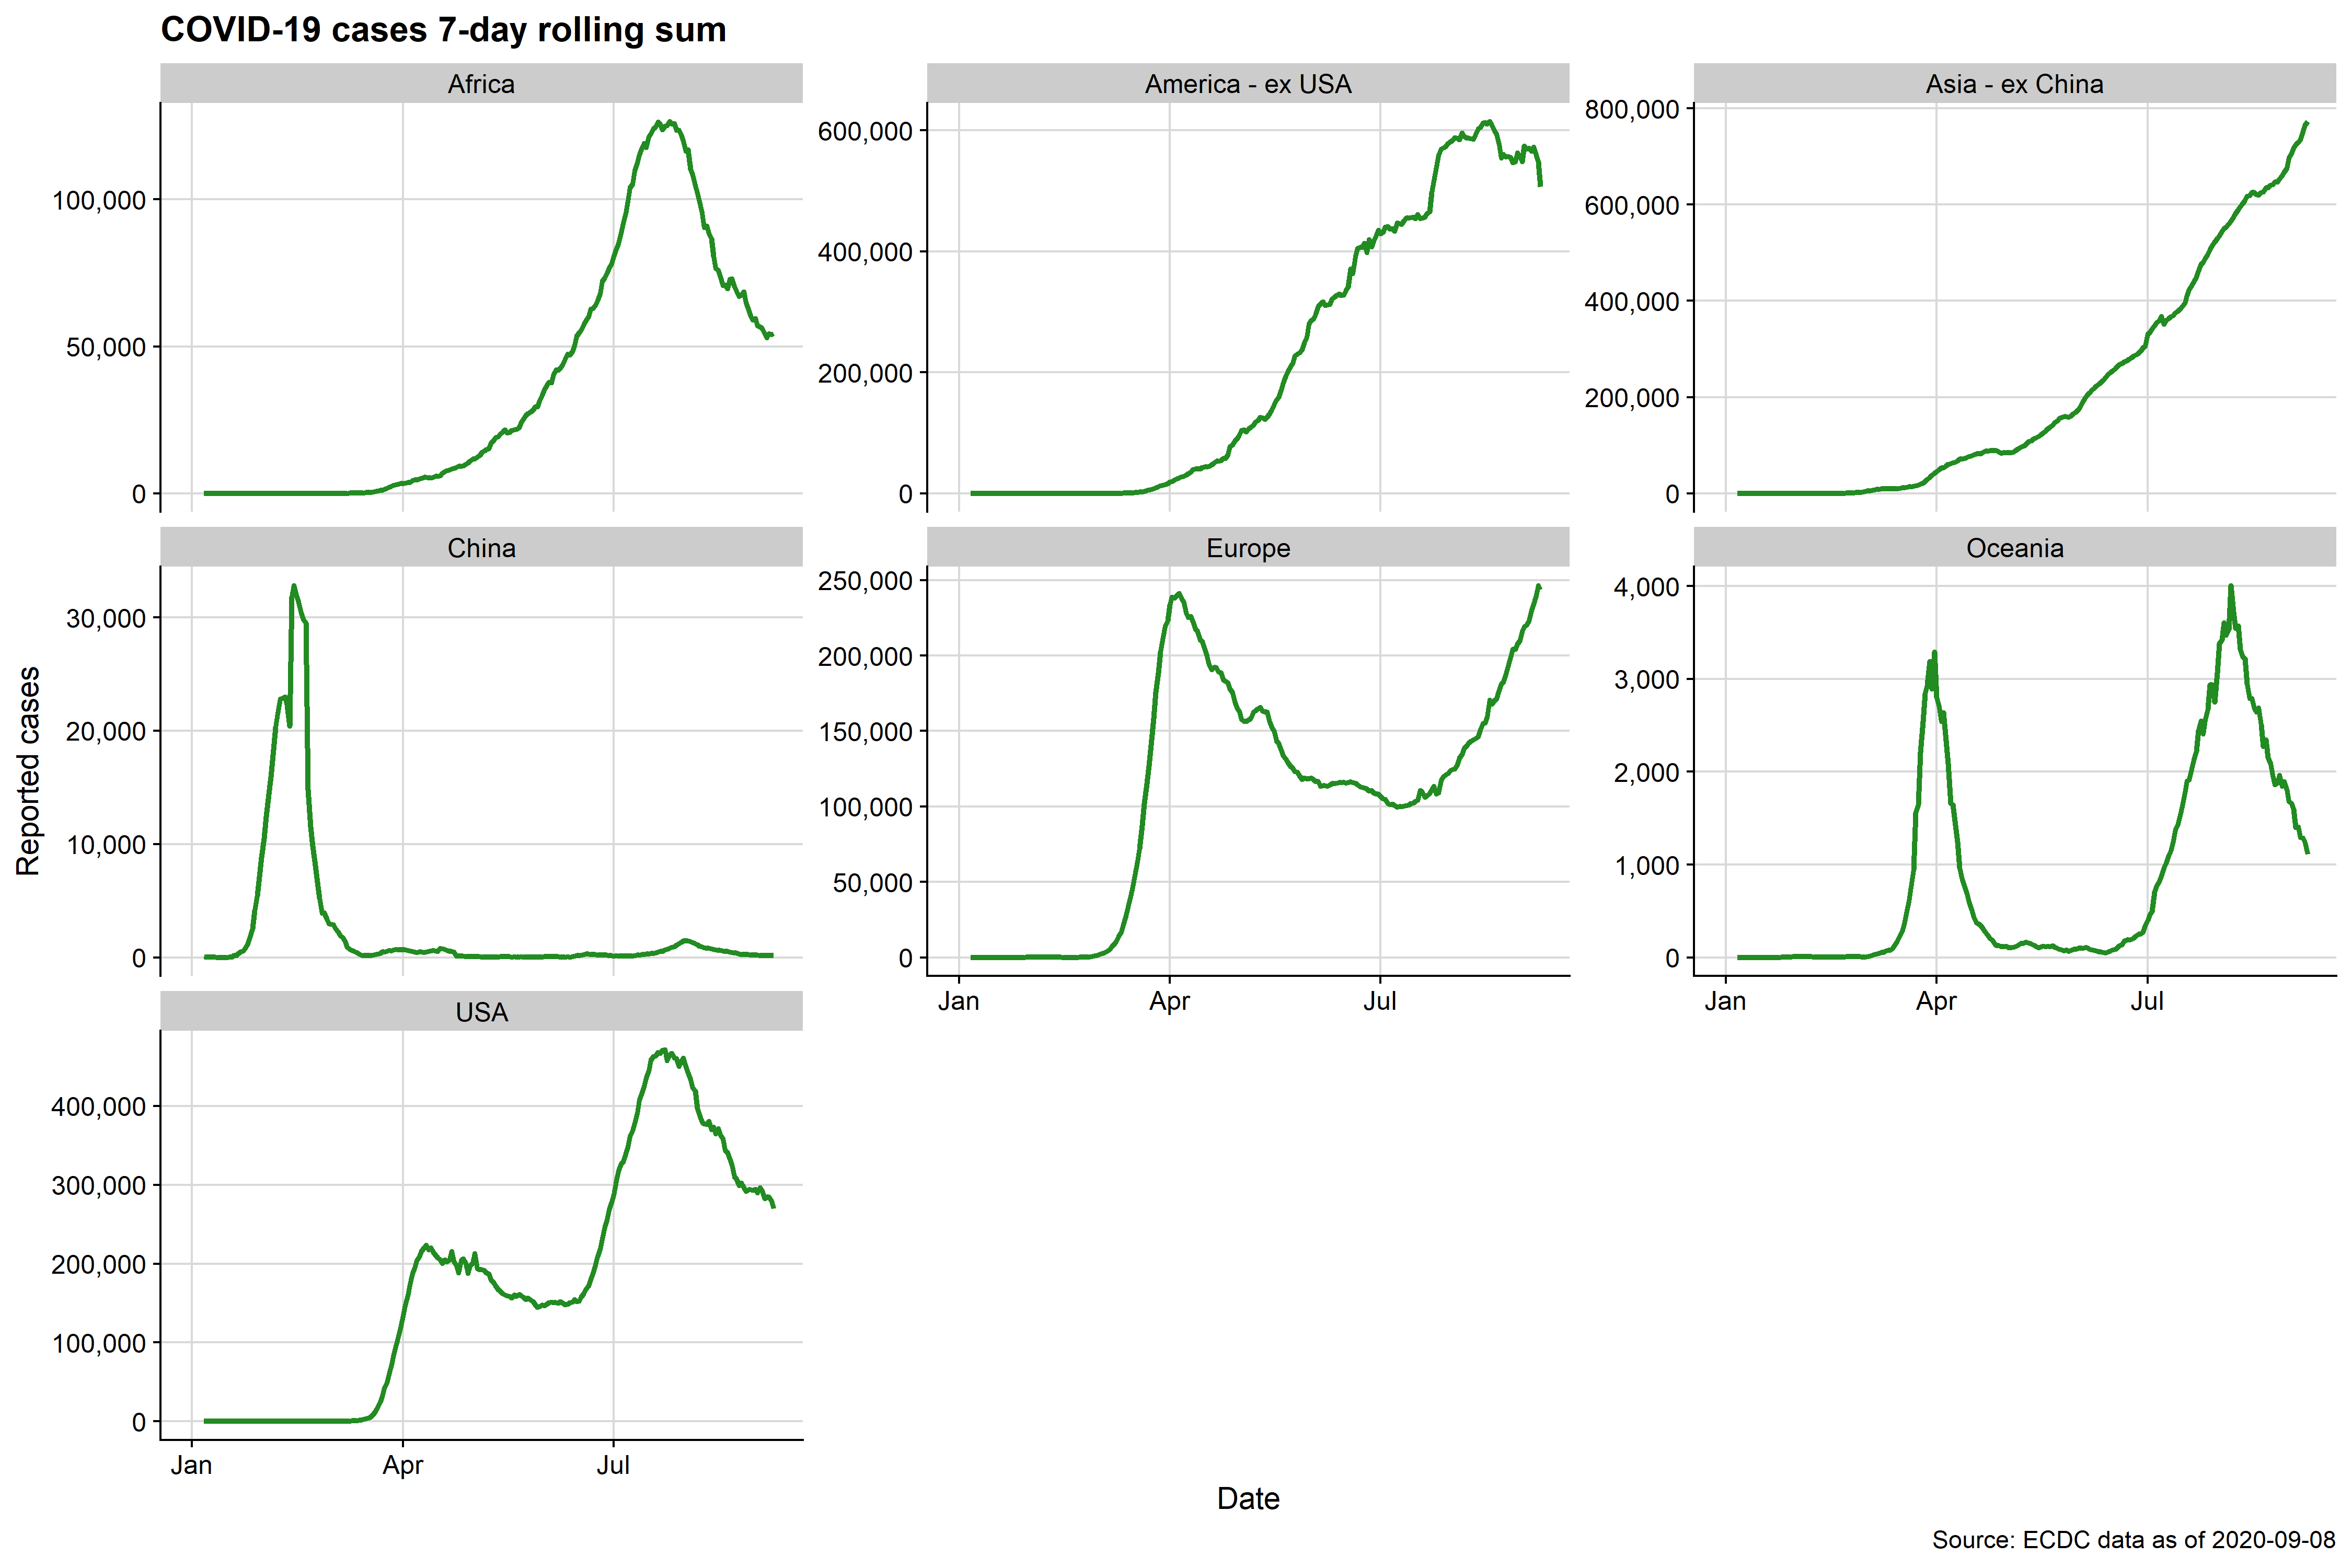 COVID-19 cases 7-day rolling sum
Africa
America - ex USA
Asia - ex China
100,000
50,000
0
600,000
400,000
200,000
0
800,000
600,000
400,000
200,000
0
China
Europe
Oceania
30,000
20,000
10,000
0
250,000
200,000
150,000
100,000
50,000
0
Jan Apr Jul
4,000
3,000
2,000
1,000
0
Jan Apr Jul
Reported cases
USA
400,000
300,000
200,000
100,000
0
Jan Apr Jul
Date
Source: ECDC data as of 2020-09-08